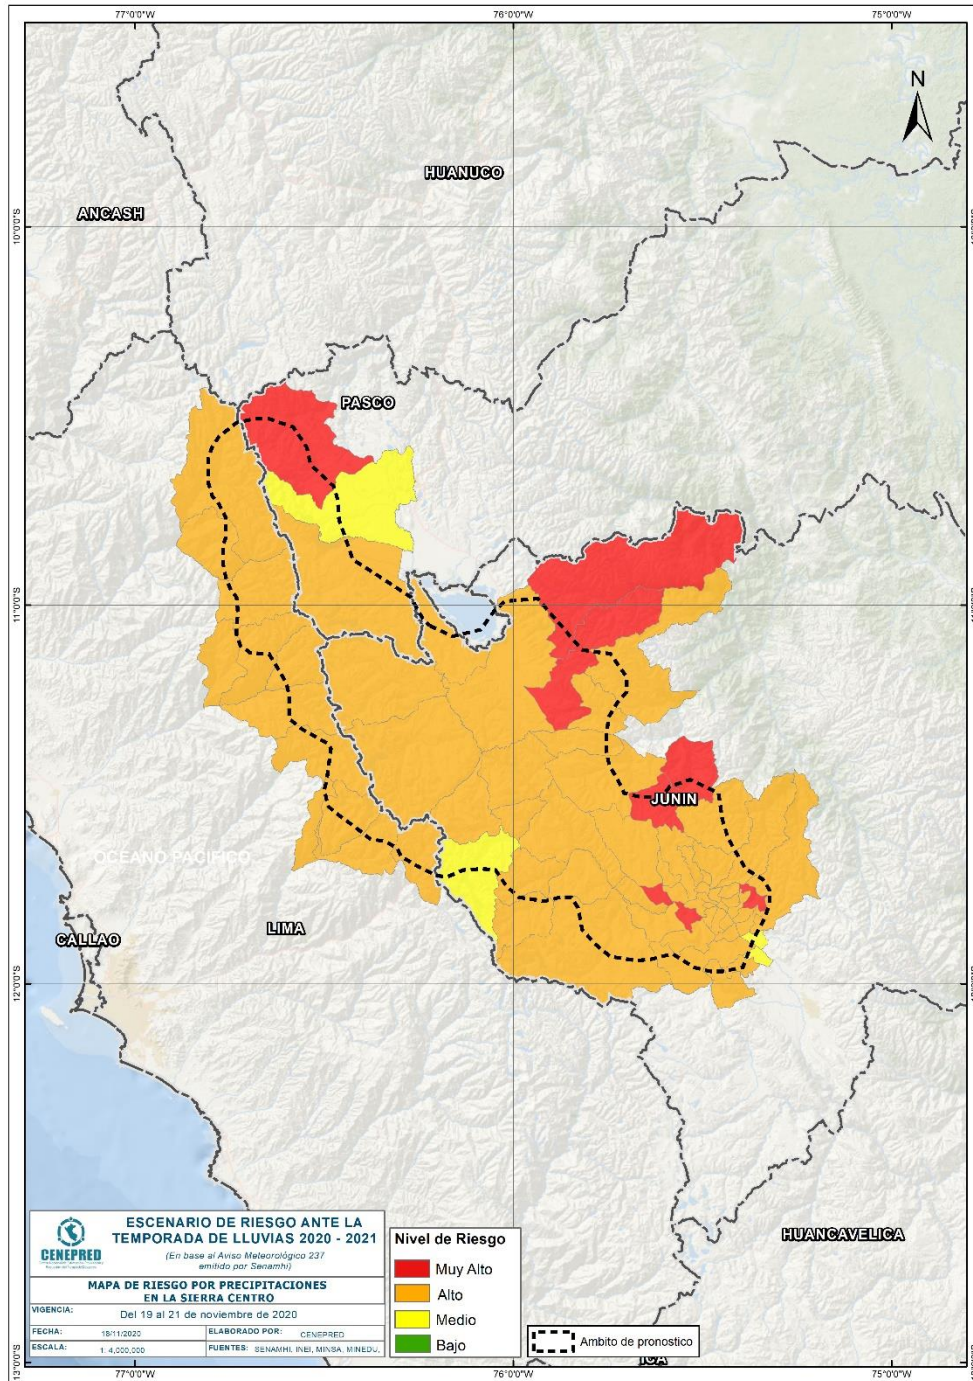 77°0'0"W
76°0'0"W
75°0'0"W
N
HUANUCO
ANCASH
10°0'0"S
PASCO
11°0'0"S
JUNIN
OCEANO PACIFICO
LIMA
CALLAO
12°0'0"S
HUANCAVELICA
ICA
13°0'0"S
CENEPRED
ESCENARIO DE RIESGO ANTE LA
TEMPORADA DE LLUVIAS 2020 - 2021
(En base al Aviso Meteorológico 237
emitido por Senamhi)
MAPA DE RIESGO POR PRECIPITACIONES
EN LA SIERRA CENTRO
VIGENCIA: Del 19 al 21 de noviembre de 2020
FECHA: 18/11/2020 ELABORADO POR: CENEPRED
ESCALA: 1: 4,000,000 FUENTES: SENAMHI, INEI, MINSA, MINEDU.
Nivel de Riesgo
Muy Alto
Alto
Medio
Bajo
Ambito de pronostico
77°0'0"W
76°0'0"W
75°0'0"W